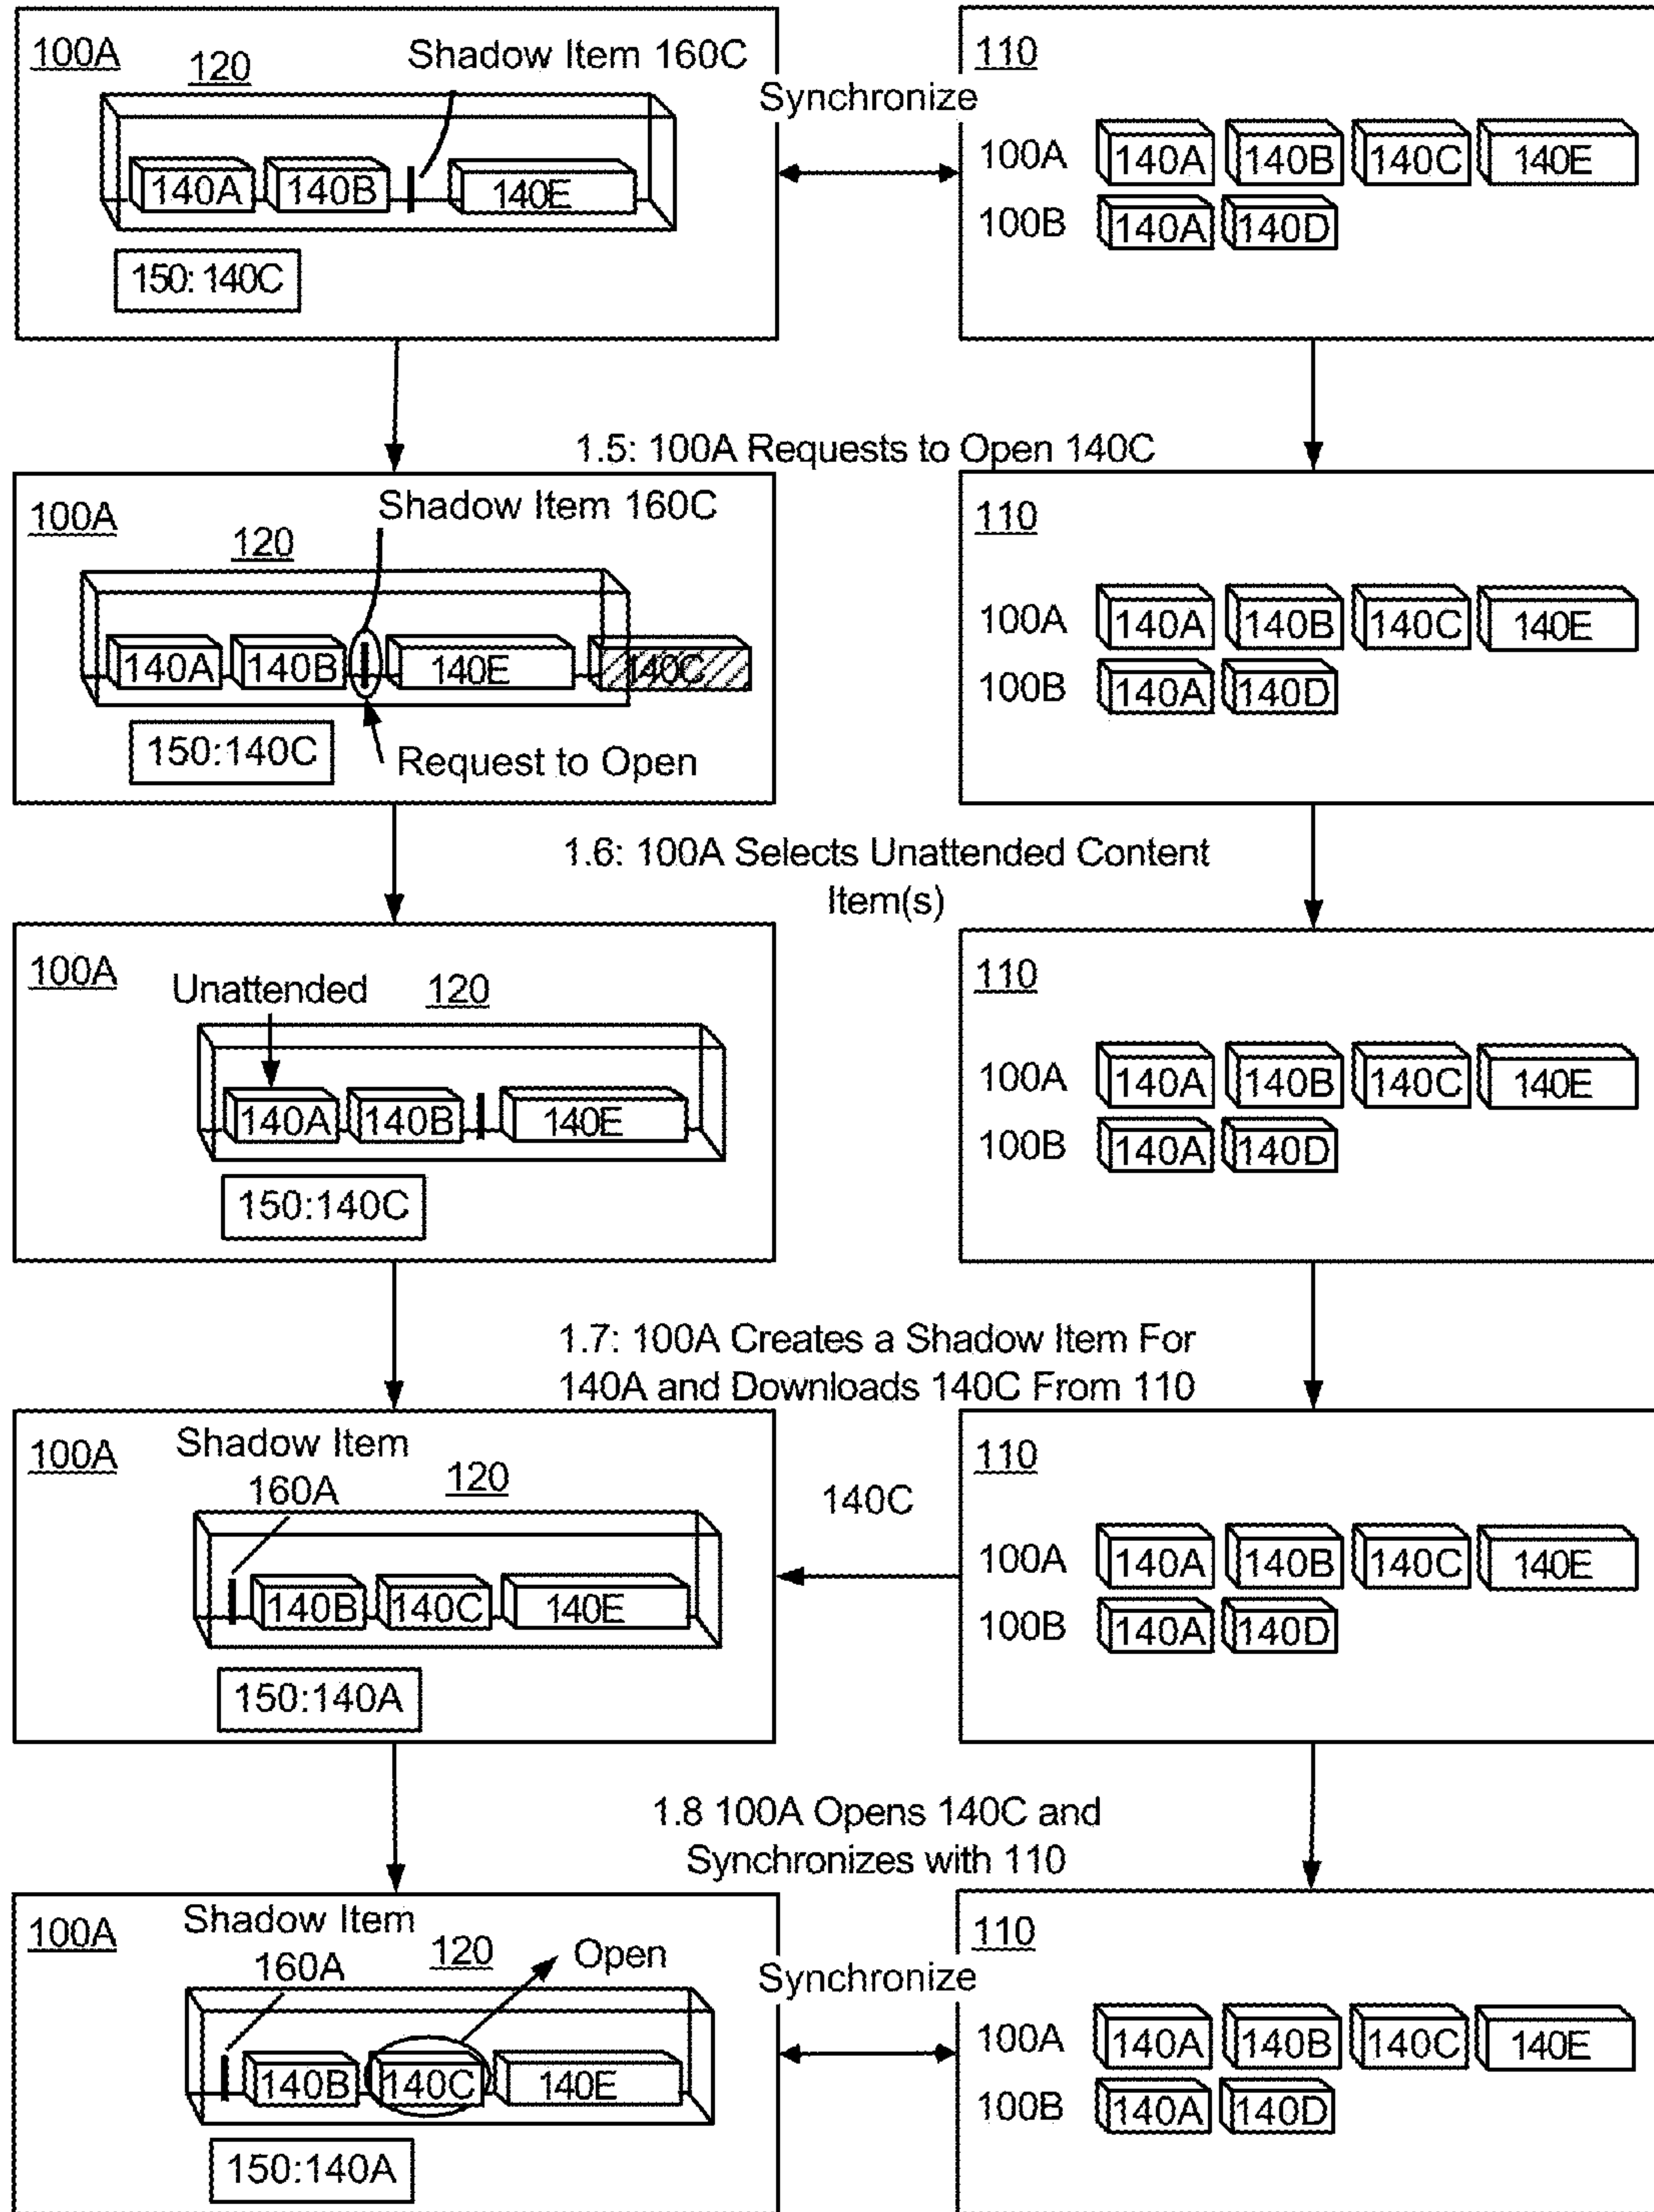 100A
120
Shadow Item 160C
140A 140B 140E
150: 140C
Synchronize
110
100A 140A 140B 140C 140E
100B 140A 140D
1.5: 100A Requests to Open 140C
100A
Shadow Item 160C
120
140A 140B 140E 140C
150:140C
Request to Open
110
100A 140A 140B 140C 140E
100B 140A 140D
1.6: 100A Selects Unattended Content
Item(s)
100A
Unattended 120
140A 140B 140E
150:140C
110
100A 140A 140B 140C 140E
100B 140A 140D
1.7: 100A Creates a Shadow Item For
140A and Downloads 140C From 110
100A
Shadow Item
160A
120
140B 140C 140E
150:140A
140C
110
100A 140A 140B 140C 140E
100B 140A 140D
1.8 100A Opens 140C and
Synchronizes with 110
100A
Shadow Item
160A
120
Open
140B 140C 140E
150:140A
Synchronize
110
100A 140A 140B 140C 140E
100B 140A 140D